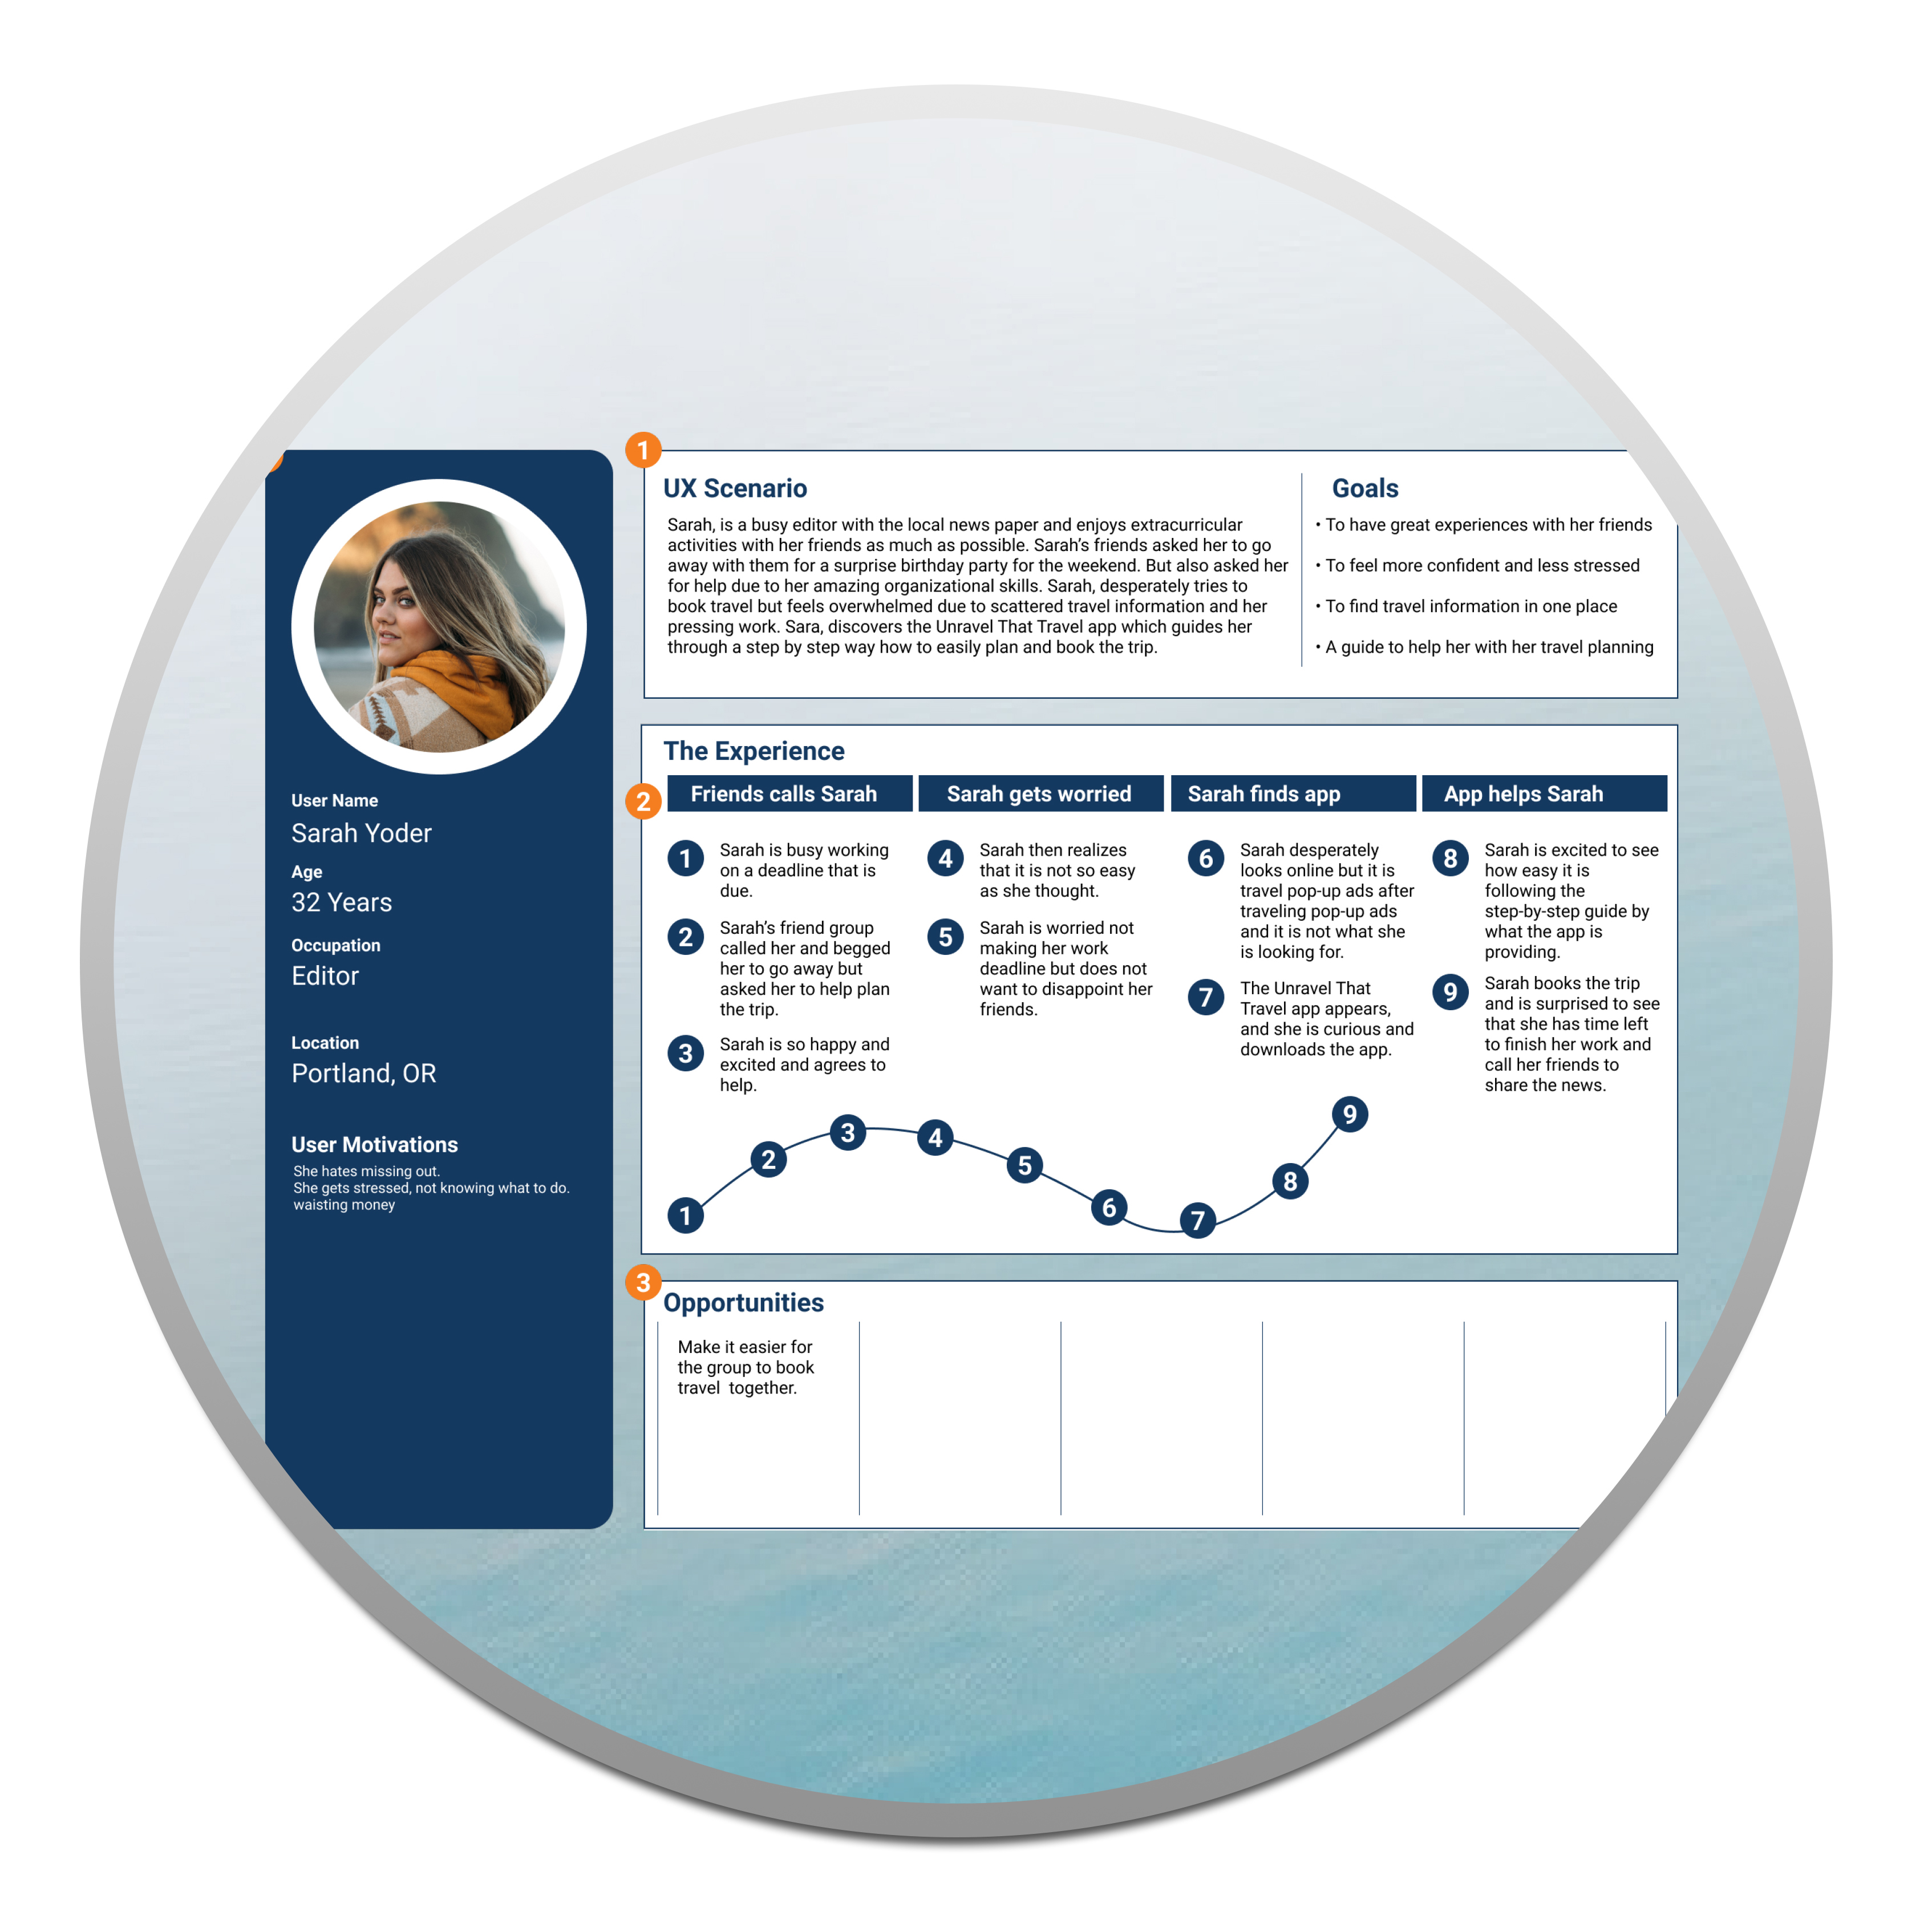 User Name
Sarah Yoder
Age
32 Years
Occupation
Editor
Location
Portland, OR
User Motivations
She hates missing out.
She gets stressed, not knowing what to do.
waisting money
1
UX Scenario
Sarah, is a busy editor with the local news paper and enjoys extracurricular
activities with her friends as much as possible. Sarah’s friends asked her to go
away with them for a surprise birthday party for the weekend. But also asked her
for help due to her amazing organizational skills. Sarah, desperately tries to
book travel but feels overwhelmed due to scattered travel information and her
pressing work. Sara, discovers the Unravel That Travel app which guides her
through a step by step way how to easily plan and book the trip.
Goals
• To have great experiences with her friends
• To feel more confident and less stressed
• To find travel information in one place
• A guide to help her with her travel planning
The Experience
2
Friends calls Sarah
1
Sarah is busy working
on a deadline that is
due.
2
Sarah’s friend group
called her and begged
her to go away but
asked her to help plan
the trip.
3
Sarah is so happy and
excited and agrees to
help.
Sarah gets worried
4
Sarah then realizes
that it is not so easy
as she thought.
5
Sarah is worried not
making her work
deadline but does not
want to disappoint her
friends.
Sarah finds app
6
Sarah desperately
looks online but it is
travel pop-up ads after
traveling pop-up ads
and it is not what she
is looking for.
7
The Unravel That
Travel app appears,
and she is curious and
downloads the app.
App helps Sarah
8
Sarah is excited to see
how easy it is
following the
step-by-step guide by
what the app is
providing.
9
Sarah books the trip
and is surprised to see
that she has time left
to finish her work and
call her friends to
share the news.
1
2
3
4
5
6
7
8
9
3
Opportunities
Make it easier for
the group to book
travel  together.